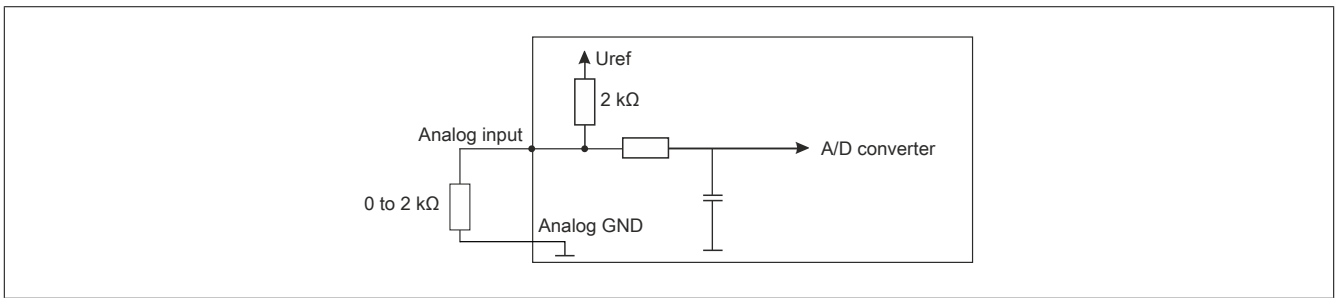 Uref
2 kΩ
Analog input
A/D converter
0 to 2 kΩ
Analog GND